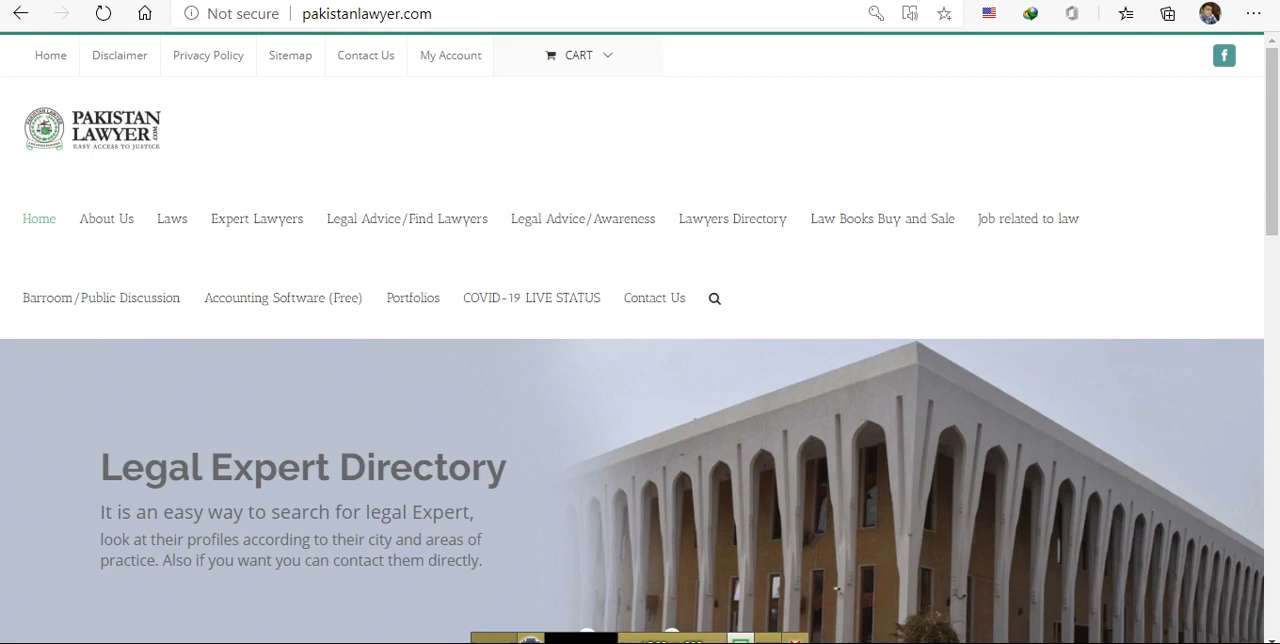 Not secure | pakistanlawyer.com
Home Disclaimer Privacy Policy Sitemap Contact Us My Account CART
f
PAKISTAN
LAWYER.COM
EASY ACCESS TO JUSTICE
Home About Us Laws Expert Lawyers Legal Advice/Find Lawyers Legal Advice/Awareness Lawyers Directory Law Books Buy and Sale Job related to law
Barroom/Public Discussion Accounting Software (Free) Portfolios COVID-19 LIVE STATUS Contact Us
Legal Expert Directory
It is an easy way to search for legal Expert,
look at their profiles according to their city and areas of
practice. Also if you want you can contact them directly.